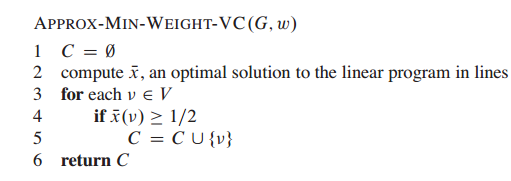 APPROX-MIN-WEIGHT-VC(G, w)
1 C = ∅
2 compute x̄, an optimal solution to the linear program in lines
3 for each v ∈ V
4 if x̄(v) ≥ 1/2
5 C = C ∪ {v}
6 return C